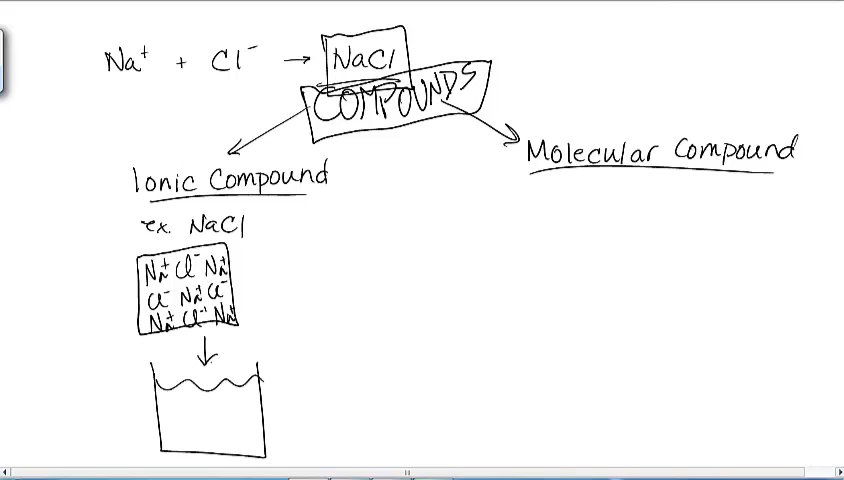 Na⁺ + Cl⁻ → NaCl
COMPOUNDS
Molecular Compound
Ionic Compound
ex. NaCl
Na⁺ Cl⁻ Na⁺
Cl⁻ Na⁺ Cl⁻
Na⁺ Cl⁻ Na⁺